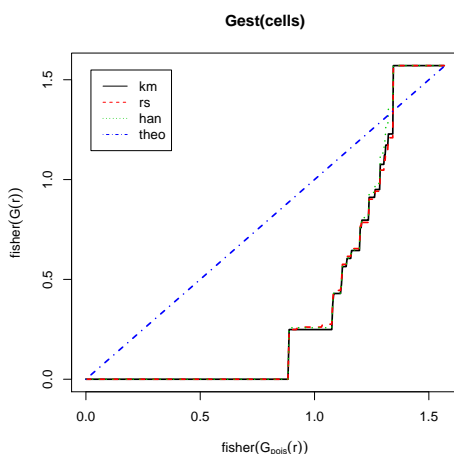 Gest(cells)
km
rs
han
theo
fisher(G(r))
0.0
0.5
1.0
1.5
0.0 0.5 1.0 1.5
fisher(Gpois(r))